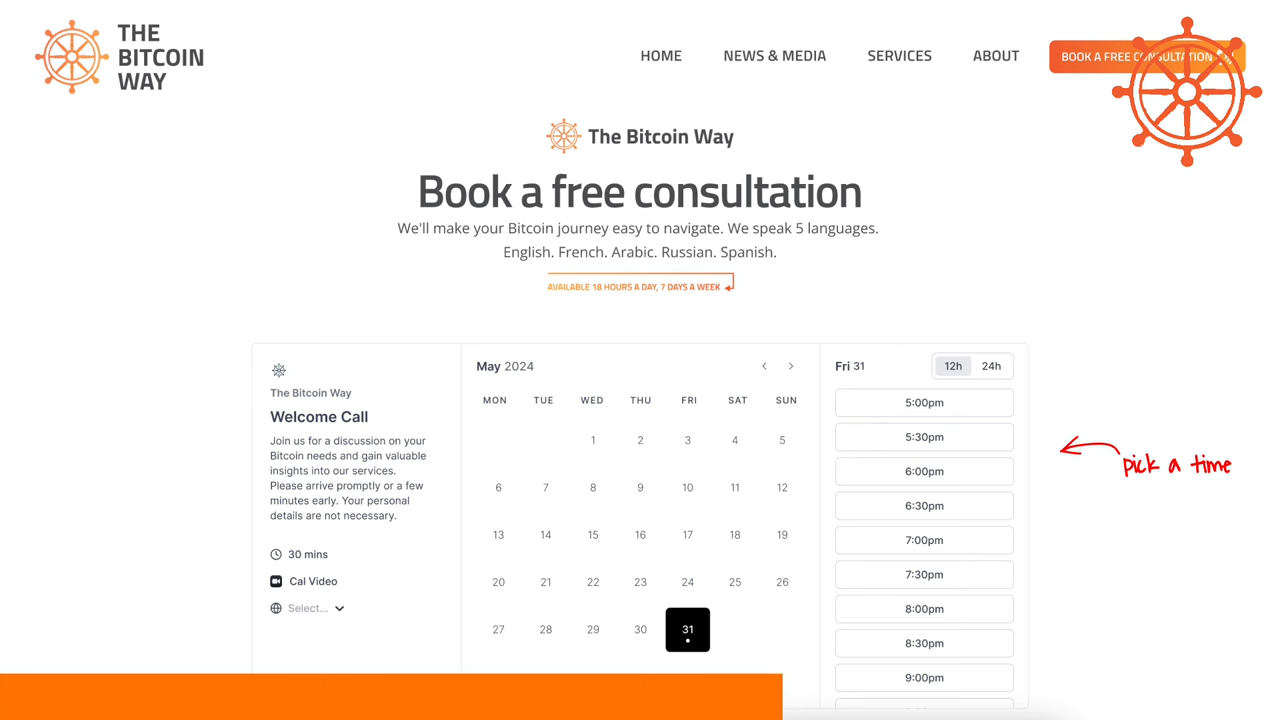 THE
BITCOIN
WAY
HOME NEWS & MEDIA SERVICES ABOUT BOOK A FREE CONSULTATION
The Bitcoin Way
Book a free consultation
We'll make your Bitcoin journey easy to navigate. We speak 5 languages.
English. French. Arabic. Russian. Spanish.
AVAILABLE 18 HOURS A DAY, 7 DAYS A WEEK
The Bitcoin Way
Welcome Call
Join us for a discussion on your
Bitcoin needs and gain valuable
insights into our services.
Please arrive promptly or a few
minutes early. Your personal
details are not necessary.
30 mins
Cal Video
Select...
May 2024
MON TUE WED THU FRI SAT SUN
1 2 3 4 5
6 7 8 9 10 11 12
13 14 15 16 17 18 19
20 21 22 23 24 25 26
27 28 29 30 31
Fri 31 12h 24h
5:00pm
5:30pm
6:00pm
6:30pm
7:00pm
7:30pm
8:00pm
8:30pm
9:00pm
pick a time